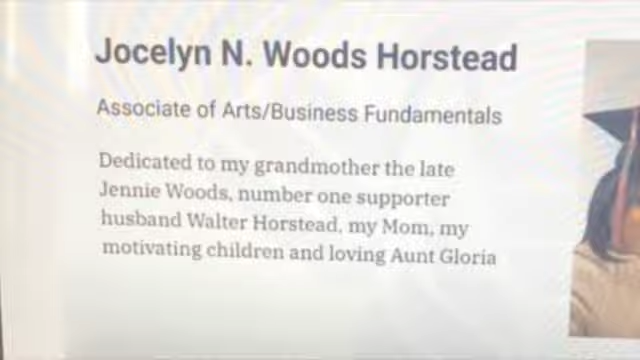 Jocelyn N. Woods Horstead
Associate of Arts/Business Fundamentals
Dedicated to my grandmother the late
Jennie Woods, number one supporter
husband Walter Horstead, my Mom, my
motivating children and loving Aunt Gloria